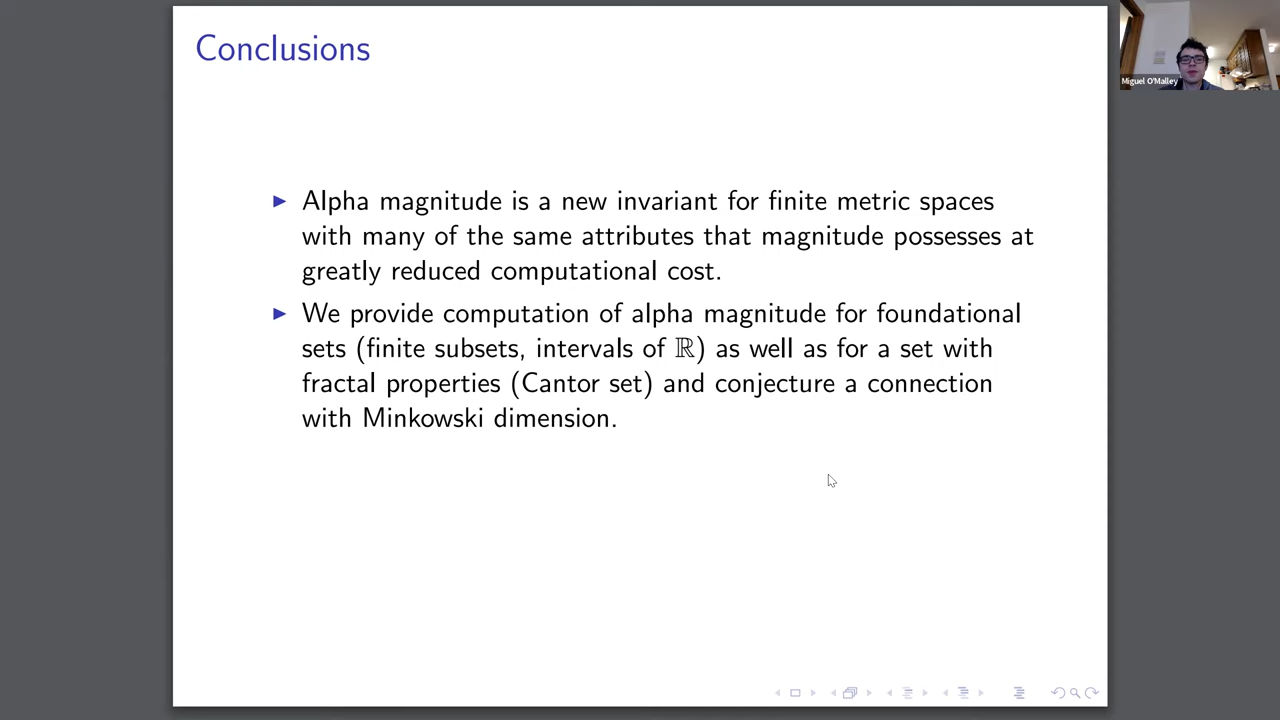 Conclusions
Miguel O'Malley
▶ Alpha magnitude is a new invariant for finite metric spaces
with many of the same attributes that magnitude possesses at
greatly reduced computational cost.
▶ We provide computation of alpha magnitude for foundational
sets (finite subsets, intervals of ℝ) as well as for a set with
fractal properties (Cantor set) and conjecture a connection
with Minkowski dimension.